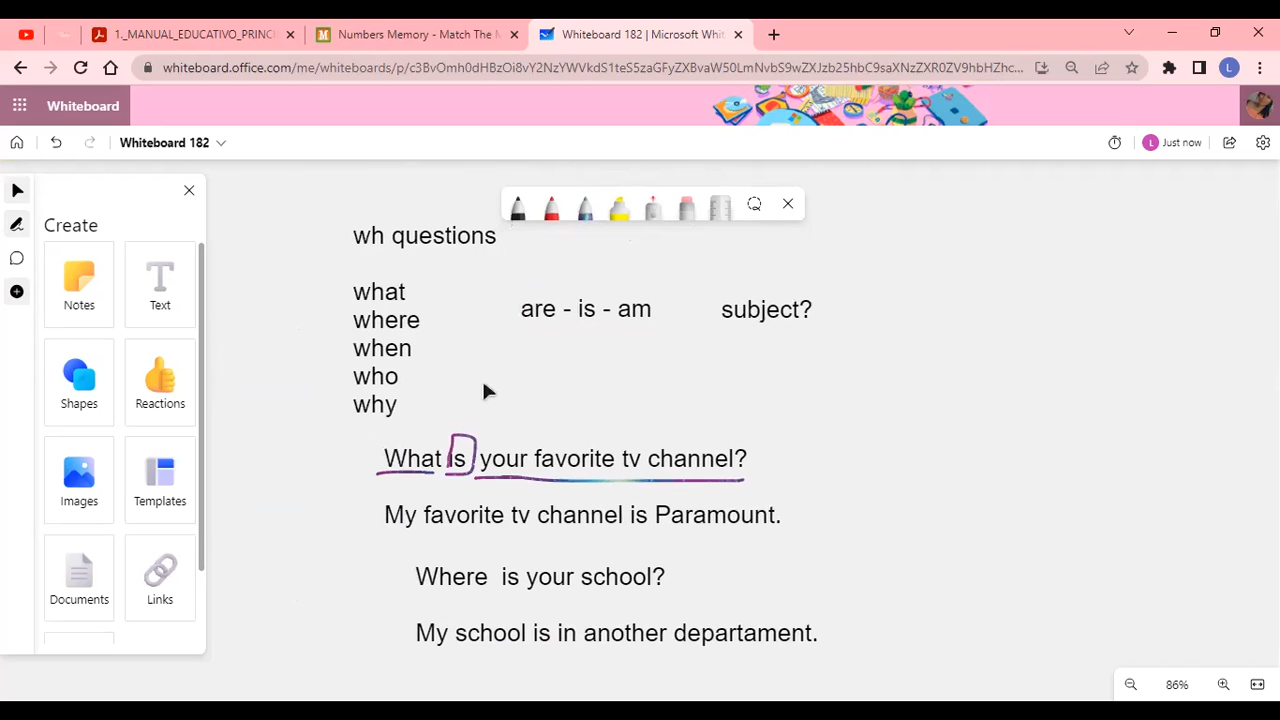 1._MANUAL_EDUCATIVO_PRINC
Numbers Memory - Match The N
Whiteboard 182 | Microsoft Whit
whiteboard.office.com/me/whiteboards/p/c3BvOmh0dHBzOi8vY2NzYWVkdS1teS5zaGFyZXBvaW50LmNvbS9wZXJzb25hbC9saXNzZXR0ZV9hbHZhc...
L
Whiteboard
Whiteboard 182
L Just now
Create
Notes
Text
Shapes
Reactions
Images
Templates
Documents
Links
wh questions
what
where
when
who
why
are - is - am
subject?
What is your favorite tv channel?
My favorite tv channel is Paramount.
Where is your school?
My school is in another departament.
86%